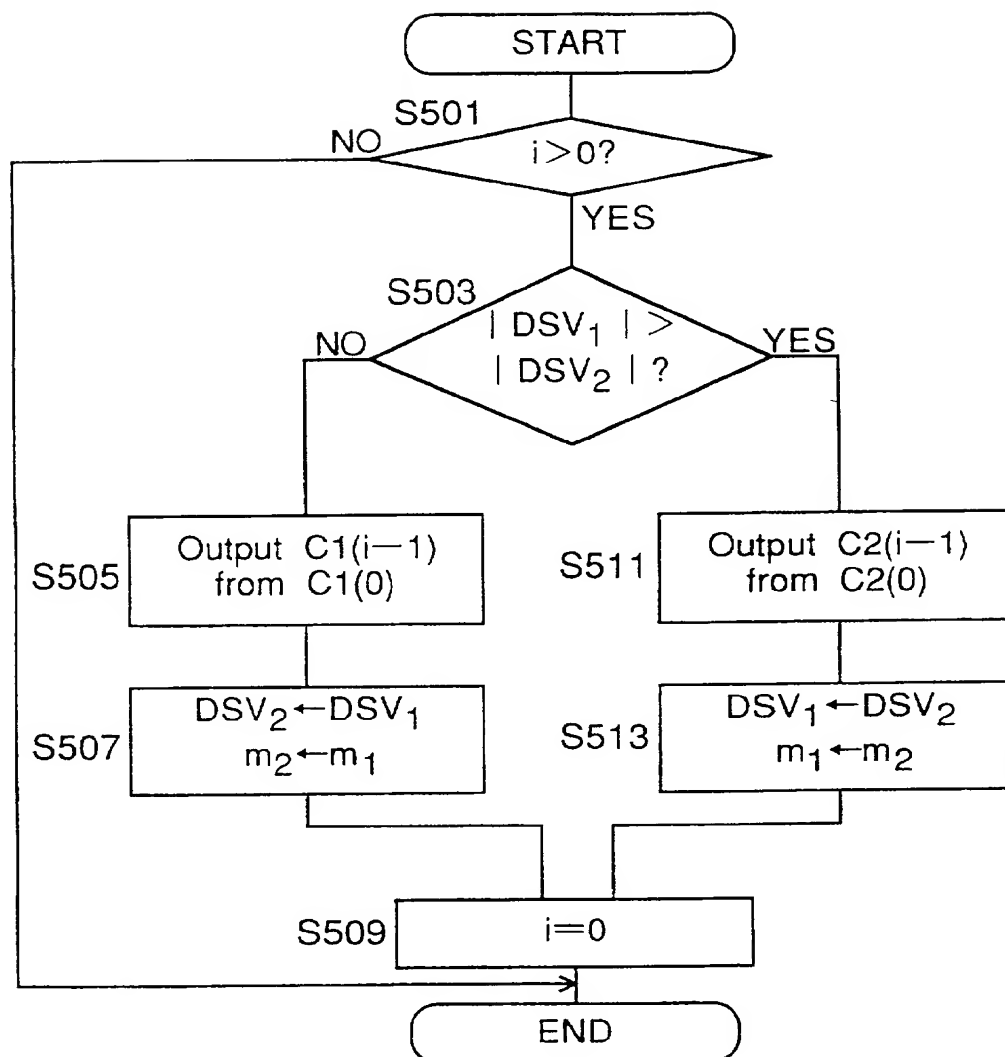 START
S501
NO
i>0?
YES
S503
NO
| DSV1 | >
| DSV2 | ?
YES
S505
Output C1(i−1)
from C1(0)
S511
Output C2(i−1)
from C2(0)
S507
DSV2←DSV1
m2←m1
S513
DSV1←DSV2
m1←m2
S509
i=0
END